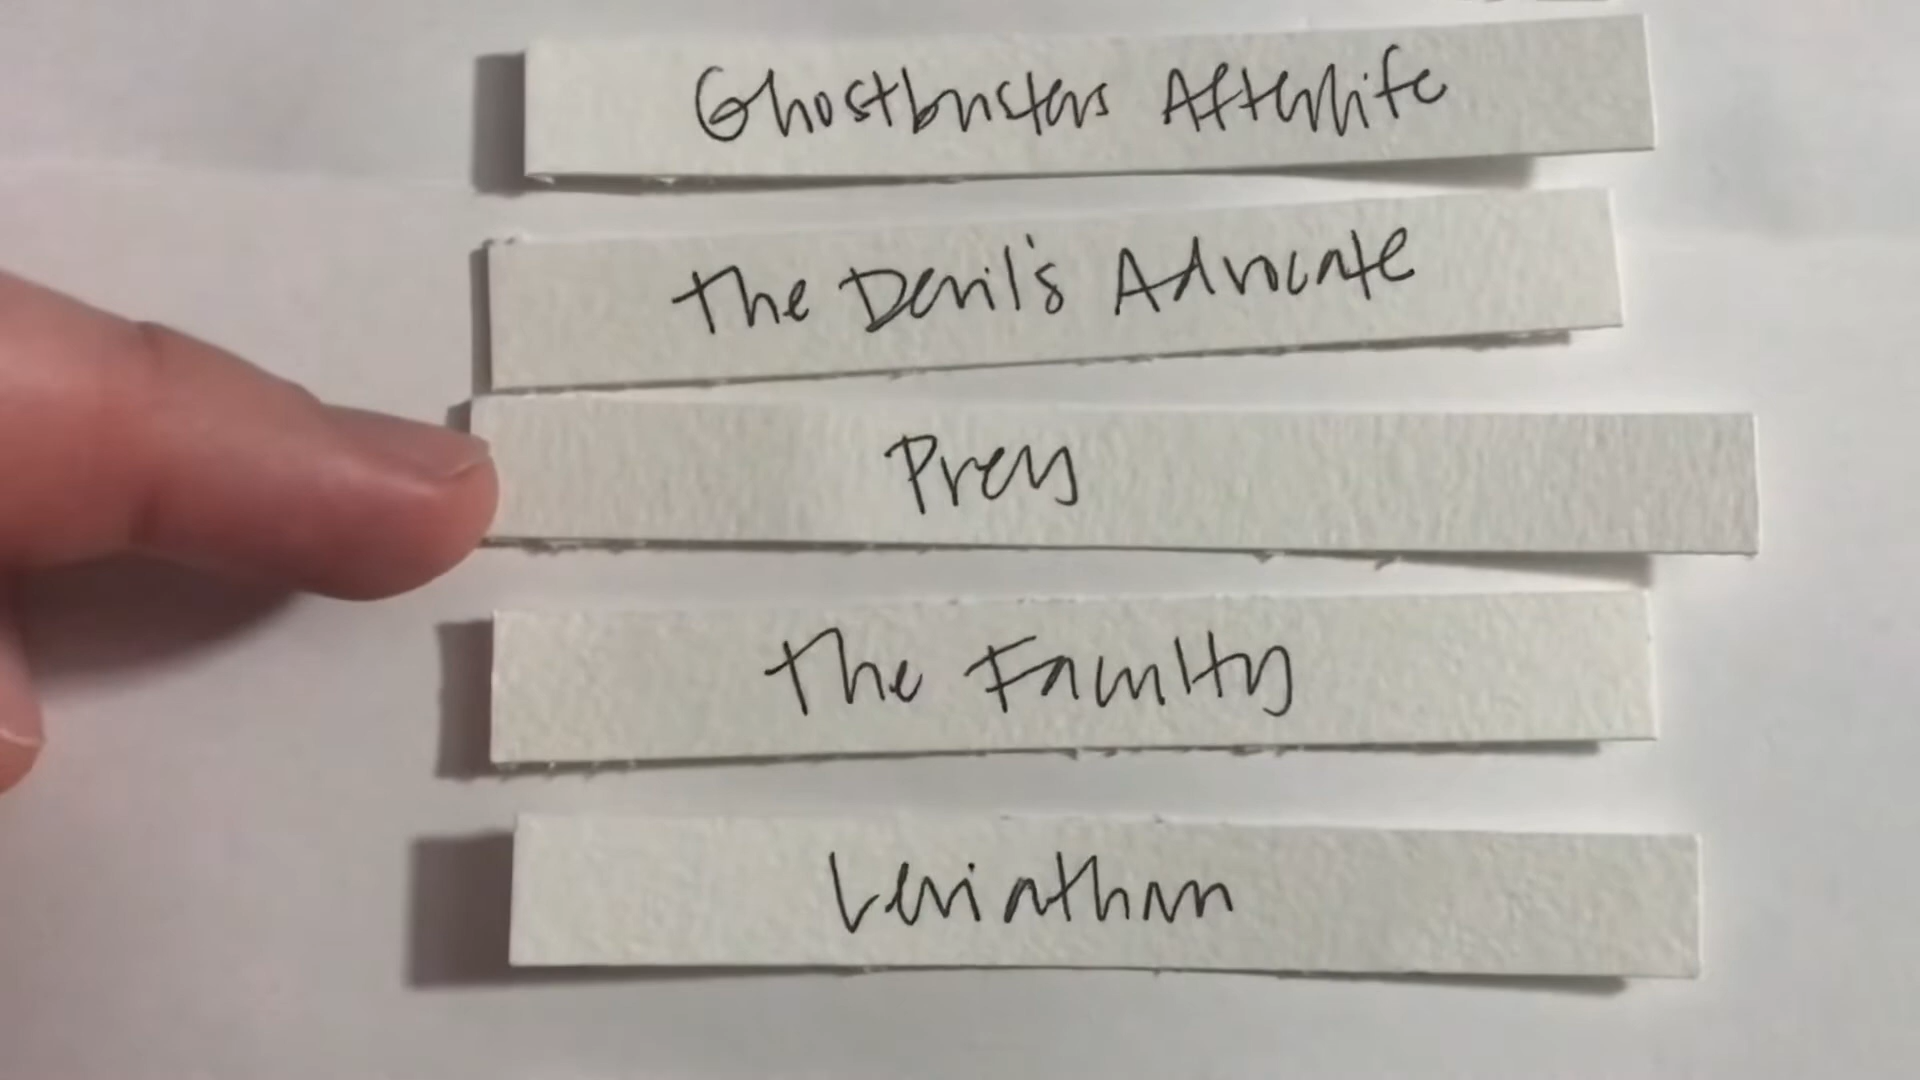 Ghostbusters Afterlife
The Devil's Advocate
Prey
The Faculty
Leviathan